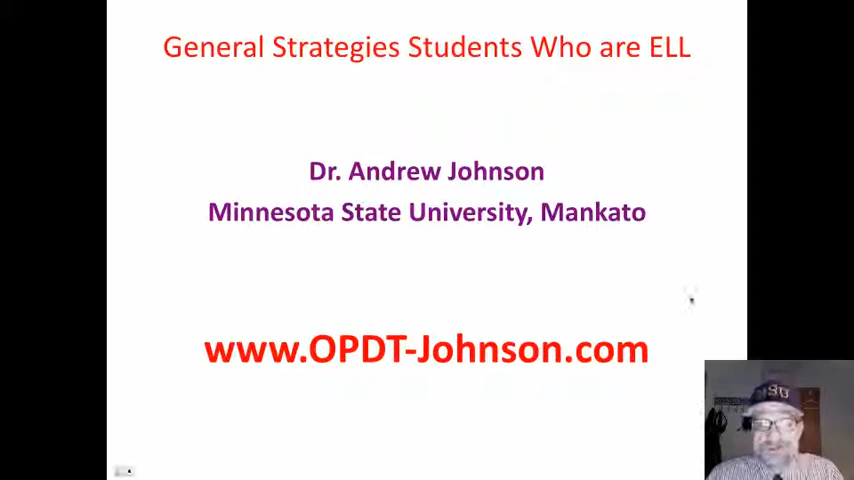 General Strategies Students Who are ELL
Dr. Andrew Johnson
Minnesota State University, Mankato
www.OPDT-Johnson.com